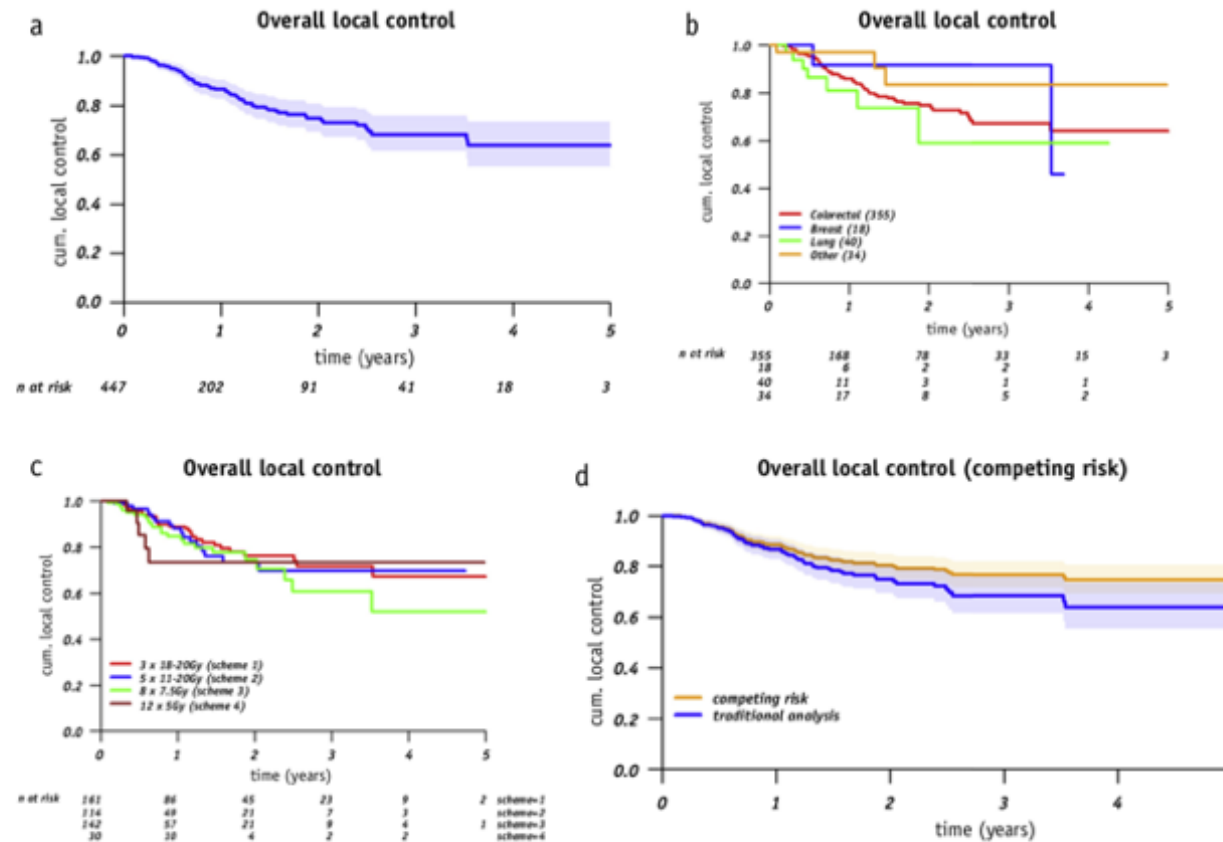 a
Overall local control
cum. local control
1.0
0.8
0.6
0.4
0.2
0.0
0 1 2 3 4 5
time (years)
n at risk 447 202 91 41 18 3
b
Overall local control
cum. local control
1.0
0.8
0.6
0.4
0.2
0.0
Colorectal (355)
Breast (18)
Lung (40)
Other (34)
0 1 2 3 4 5
time (years)
n at risk 355 168 78 33 15 3
18 6 2 2
40 11 3 1 1
34 17 8 5 2
c
Overall local control
cum. local control
1.0
0.8
0.6
0.4
0.2
0.0
3 x 18-20Gy (scheme 1)
5 x 11-20Gy (scheme 2)
8 x 7.5Gy (scheme 3)
12 x 5Gy (scheme 4)
0 1 2 3 4 5
time (years)
n at risk 161 86 45 23 9 2 scheme=1
114 49 21 7 3 scheme=2
142 57 21 9 4 1 scheme=3
30 10 4 2 2 scheme=4
d
Overall local control (competing risk)
cum. local control
1.0
0.8
0.6
0.4
0.2
0.0
competing risk
traditional analysis
0 1 2 3 4
time (years)